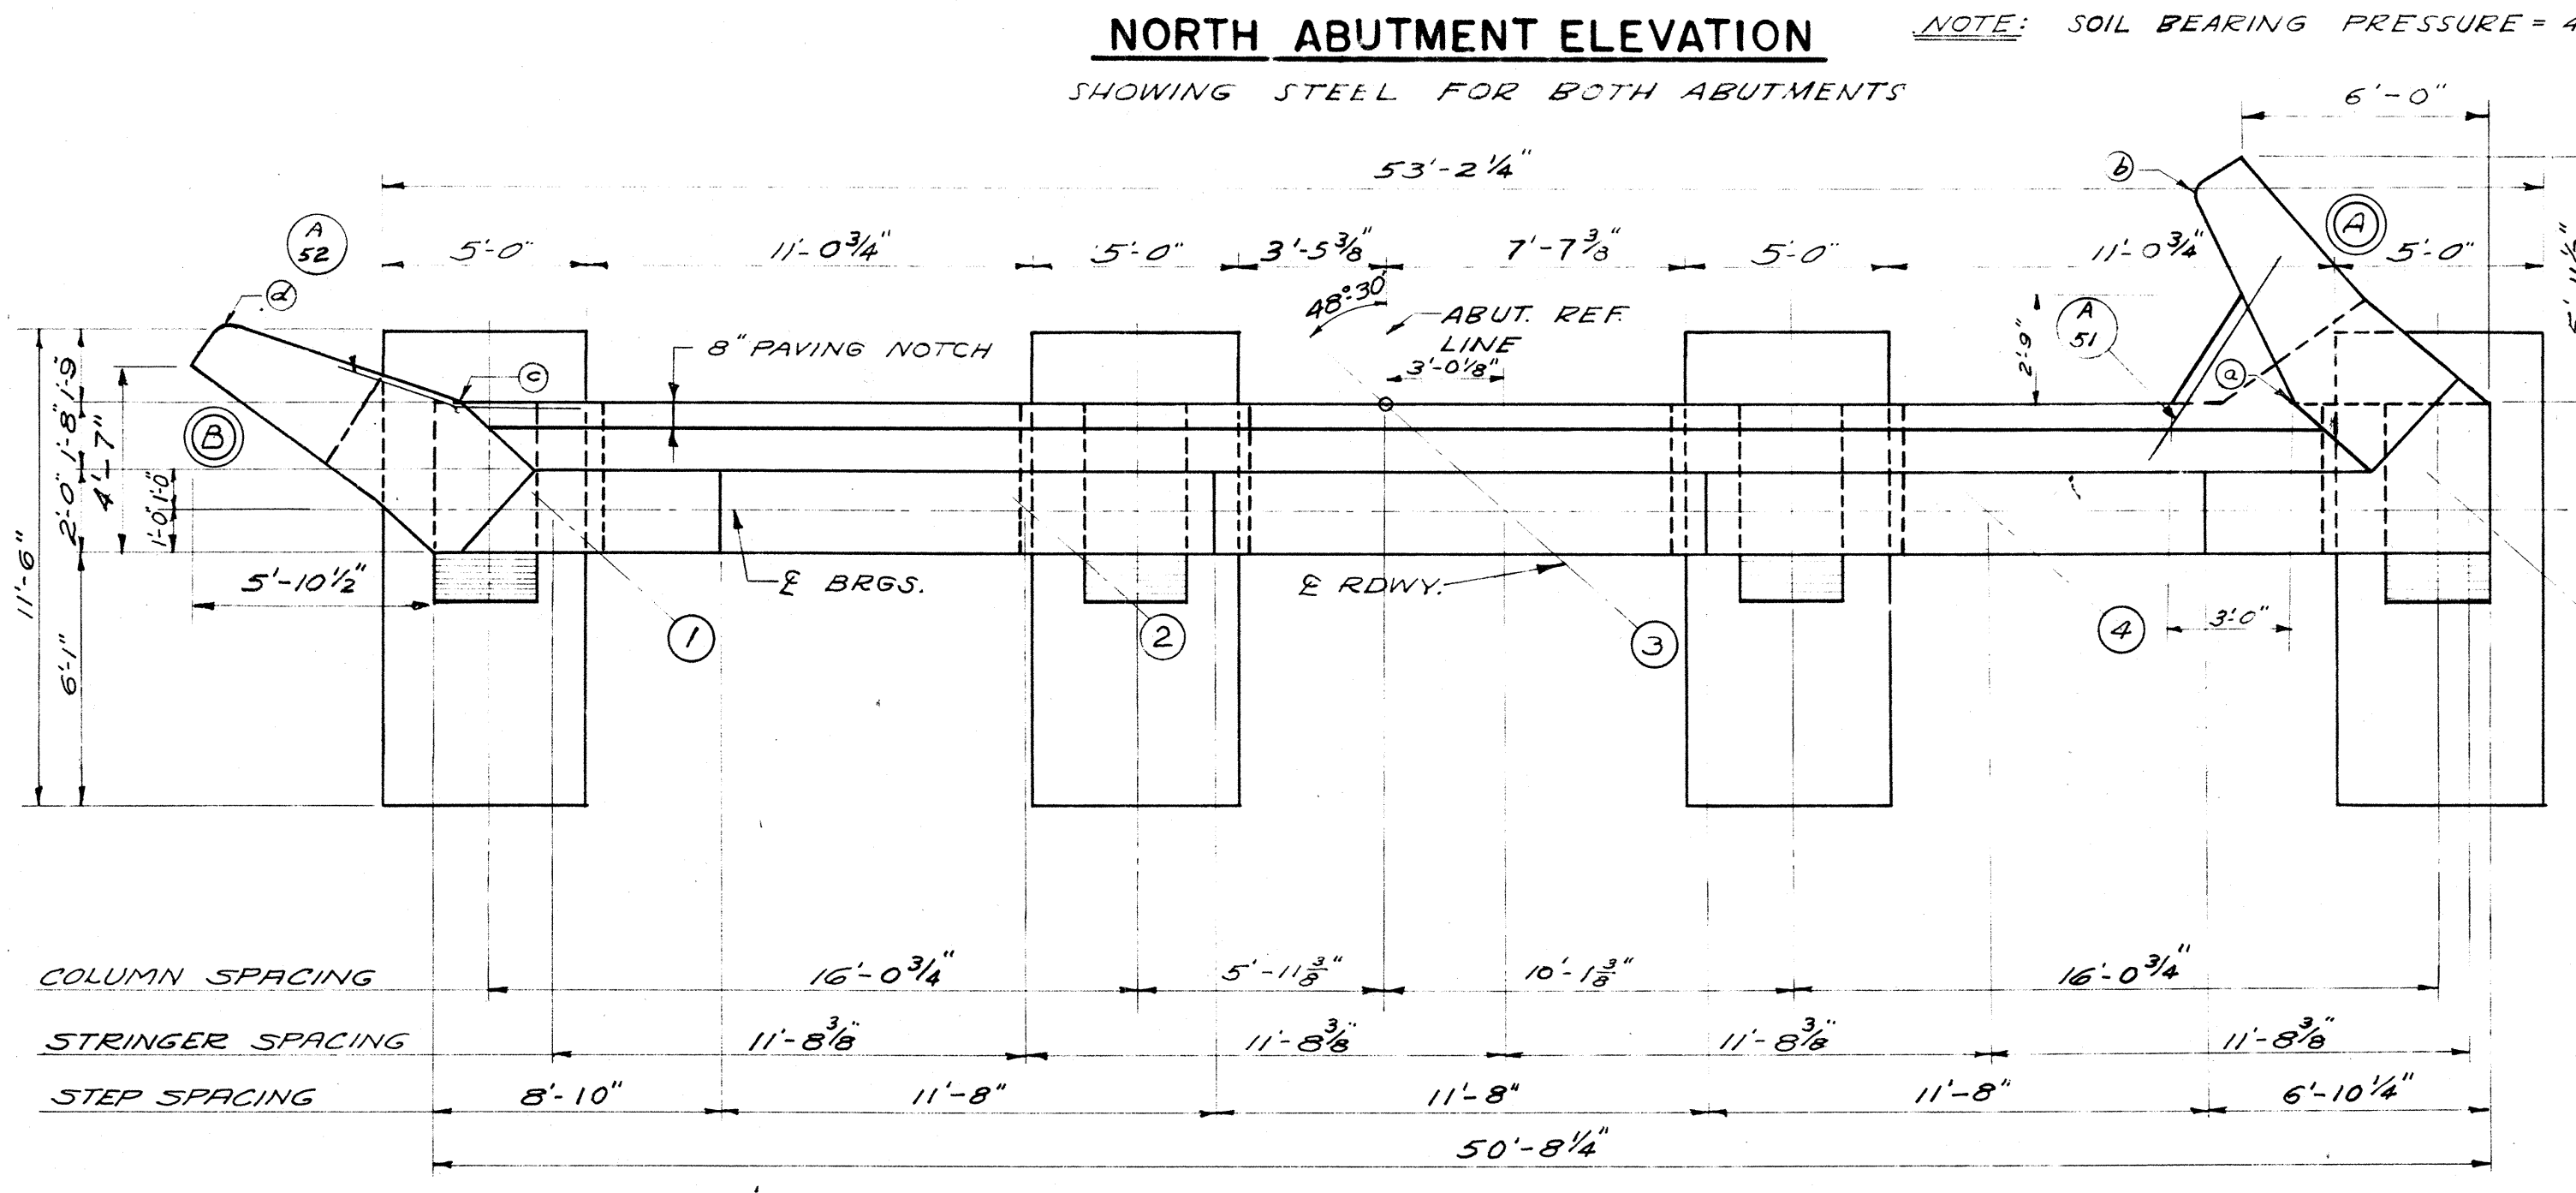 NORTH ABUTMENT ELEVATION
NOTE: SOIL BEARING PRESSURE = 4
SHOWING STEEL FOR BOTH ABUTMENTS
6'-0"
53'-2 1/4"
b
A
52
5'-0"
11'-0 3/4"
5'-0"
3'-5 3/8"
7'-7 3/8"
5'-0"
11'-0 3/4"
A
5'-0"
5'-11 1/2"
d
48°-30'
ABUT. REF.
LINE
3'-0 1/8"
8" PAVING NOTCH
2'-9"
A
51
a
c
B
11'-6"
1'-9"
1'-8"
2'-0"
6'-1"
4'-7"
1'-0"
1'-0"
5'-10 1/2"
℄ BRGS.
℄ RDWY.
1
2
3
4
3'-0"
COLUMN SPACING
16'-0 3/4"
5'-11 3/8"
10'-1 3/8"
16'-0 3/4"
STRINGER SPACING
11'-8 3/8"
11'-8 3/8"
11'-8 3/8"
11'-8 3/8"
STEP SPACING
8'-10"
11'-8"
11'-8"
11'-8"
6'-10 1/4"
50'-8 1/4"